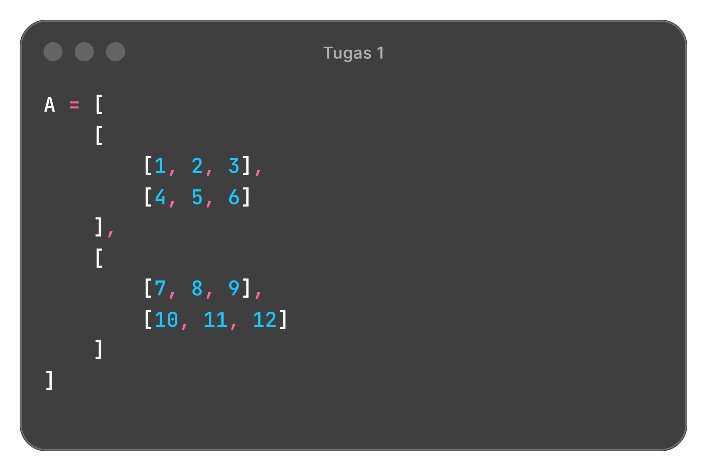 Tugas 1
A = [
    [
        [1, 2, 3],
        [4, 5, 6]
    ],
    [
        [7, 8, 9],
        [10, 11, 12]
    ]
]